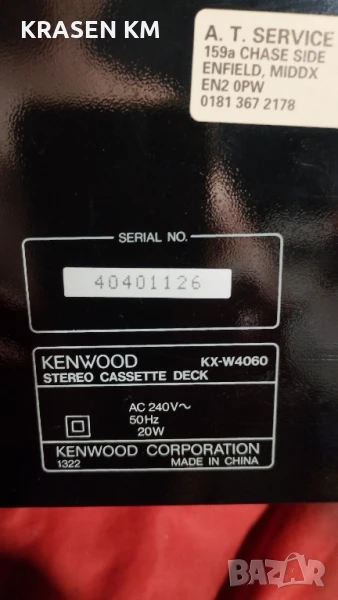 KRASEN KM
A. T. SERVICE
159a CHASE SIDE
ENFIELD, MIDDX
EN2 0PW
0181 367 2178
SERIAL NO.
40401126
KENWOOD KX-W4060
STEREO CASSETTE DECK
AC 240V~
50Hz
20W
KENWOOD CORPORATION
1322 MADE IN CHINA
BAZAR